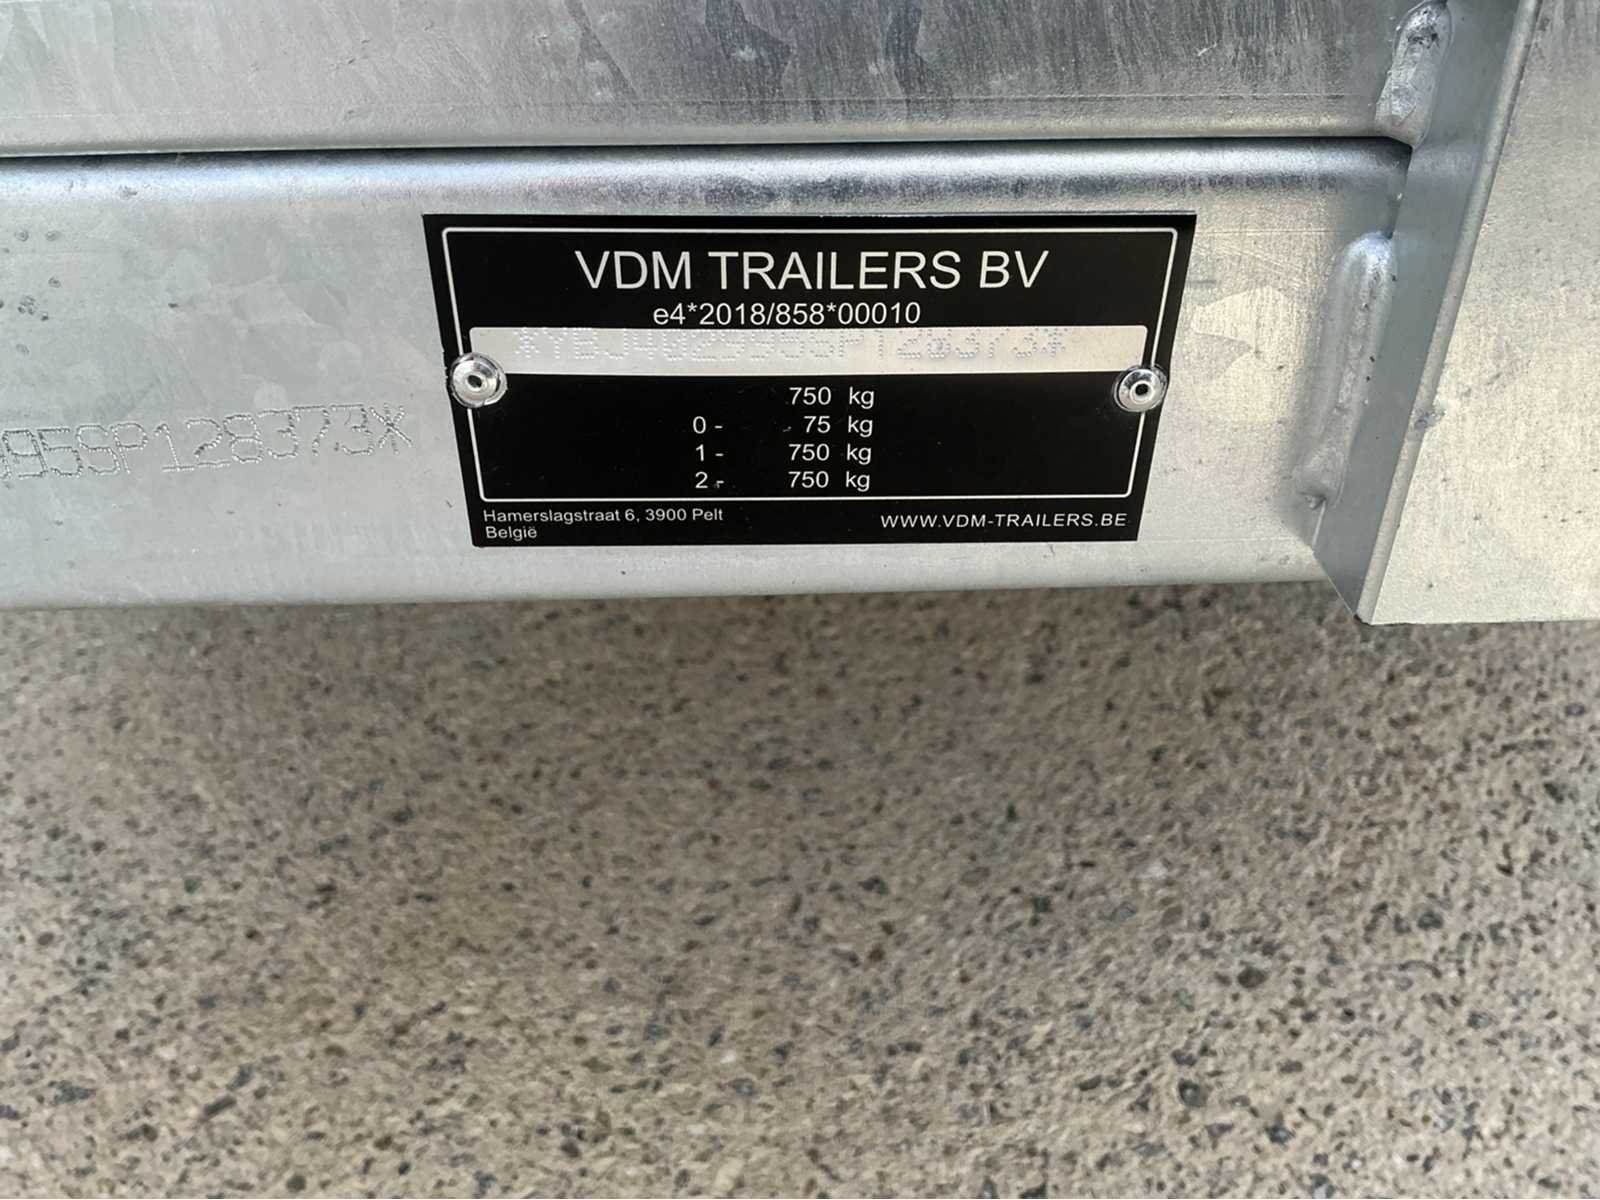 VDM TRAILERS BV
e4*2018/858*00010
750 kg
0- 75 kg
1- 750 kg
2- 750 kg
Hamerslagstraat 6, 3900 Pelt
België
WWW.VDM-TRAILERS.BE
95SP128373*